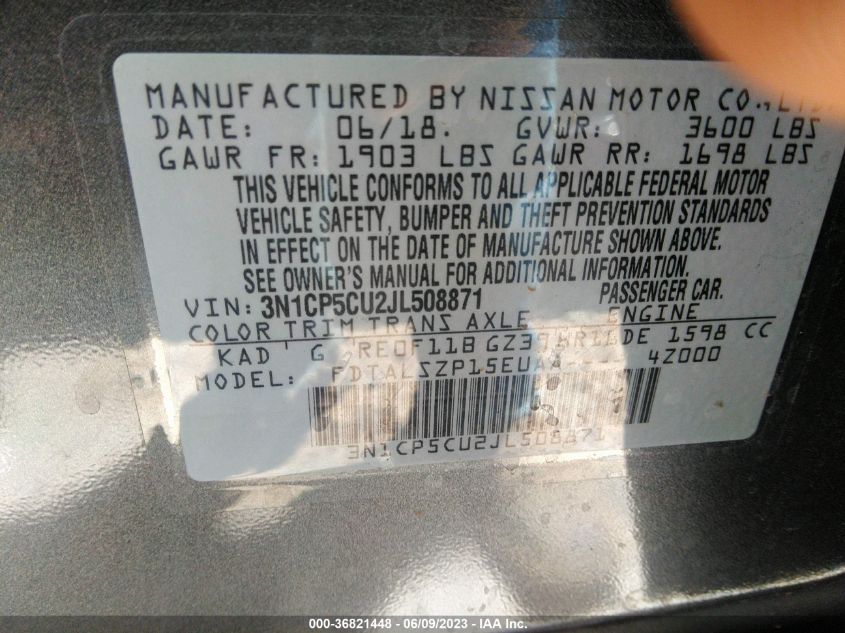 MANUFACTURED BY NISSAN MOTOR CO., LTD.
DATE: 06/18. GVWR: 3600 LBS
GAWR FR: 1903 LBS GAWR RR: 1698 LBS
THIS VEHICLE CONFORMS TO ALL APPLICABLE FEDERAL MOTOR
VEHICLE SAFETY, BUMPER AND THEFT PREVENTION STANDARDS
IN EFFECT ON THE DATE OF MANUFACTURE SHOWN ABOVE.
SEE OWNER'S MANUAL FOR ADDITIONAL INFORMATION.
VIN: 3N1CP5CU2JL508871 PASSENGER CAR.
COLOR TRIM TRANS AXLE ENGINE
KAD G RE0F11B HR16DE 1598 CC
MODEL: 4Z000
3N1CP5CU2JL508871
000-36821448 | 06/09/2023 | IAA Inc.